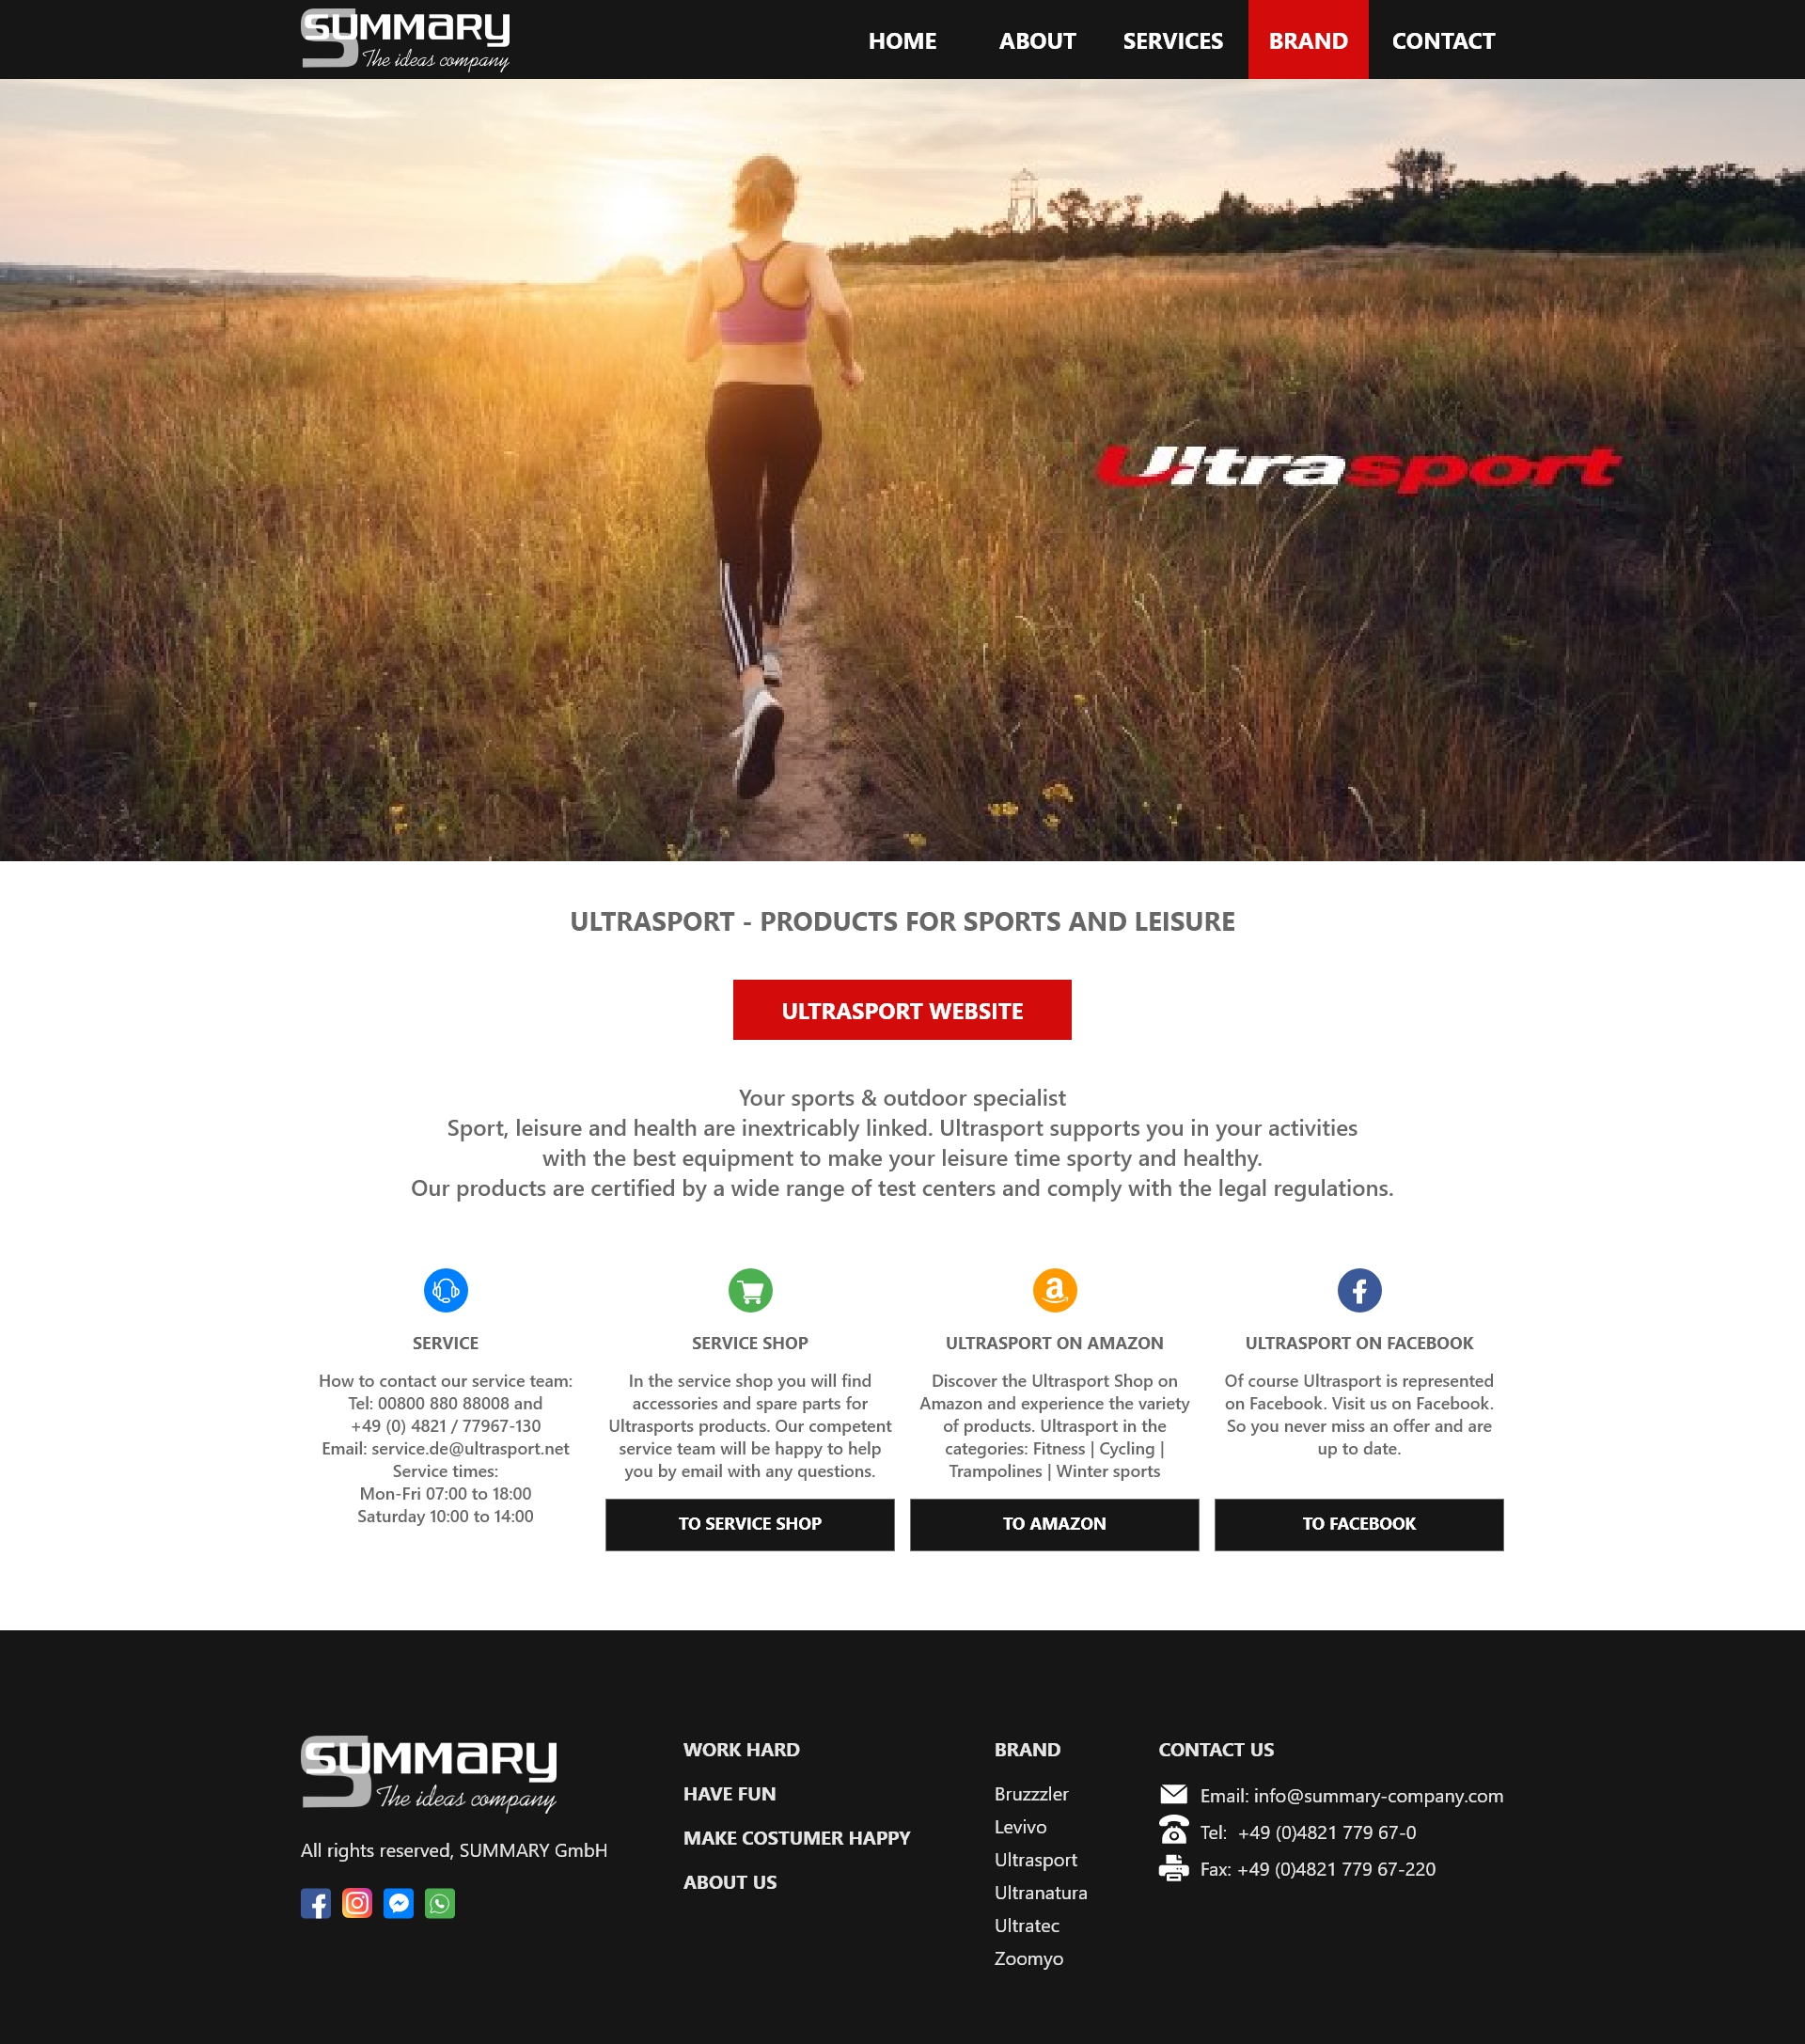 SUMMARY
The ideas company
HOME ABOUT SERVICES BRAND CONTACT
Ultrasport
ULTRASPORT - PRODUCTS FOR SPORTS AND LEISURE
ULTRASPORT WEBSITE
Your sports & outdoor specialist
Sport, leisure and health are inextricably linked. Ultrasport supports you in your activities
with the best equipment to make your leisure time sporty and healthy.
Our products are certified by a wide range of test centers and comply with the legal regulations.
SERVICE
How to contact our service team:
Tel: 00800 880 88008 and
+49 (0) 4821 / 77967-130
Email: service.de@ultrasport.net
Service times:
Mon-Fri 07:00 to 18:00
Saturday 10:00 to 14:00
SERVICE SHOP
In the service shop you will find
accessories and spare parts for
Ultrasports products. Our competent
service team will be happy to help
you by email with any questions.
TO SERVICE SHOP
ULTRASPORT ON AMAZON
Discover the Ultrasport Shop on
Amazon and experience the variety
of products. Ultrasport in the
categories: Fitness | Cycling |
Trampolines | Winter sports
TO AMAZON
ULTRASPORT ON FACEBOOK
Of course Ultrasport is represented
on Facebook. Visit us on Facebook.
So you never miss an offer and are
up to date.
TO FACEBOOK
SUMMARY
The ideas company
All rights reserved, SUMMARY GmbH
WORK HARD
HAVE FUN
MAKE COSTUMER HAPPY
ABOUT US
BRAND
Bruzzzler
Levivo
Ultrasport
Ultranatura
Ultratec
Zoomyo
CONTACT US
Email: info@summary-company.com
Tel: +49 (0)4821 779 67-0
Fax: +49 (0)4821 779 67-220